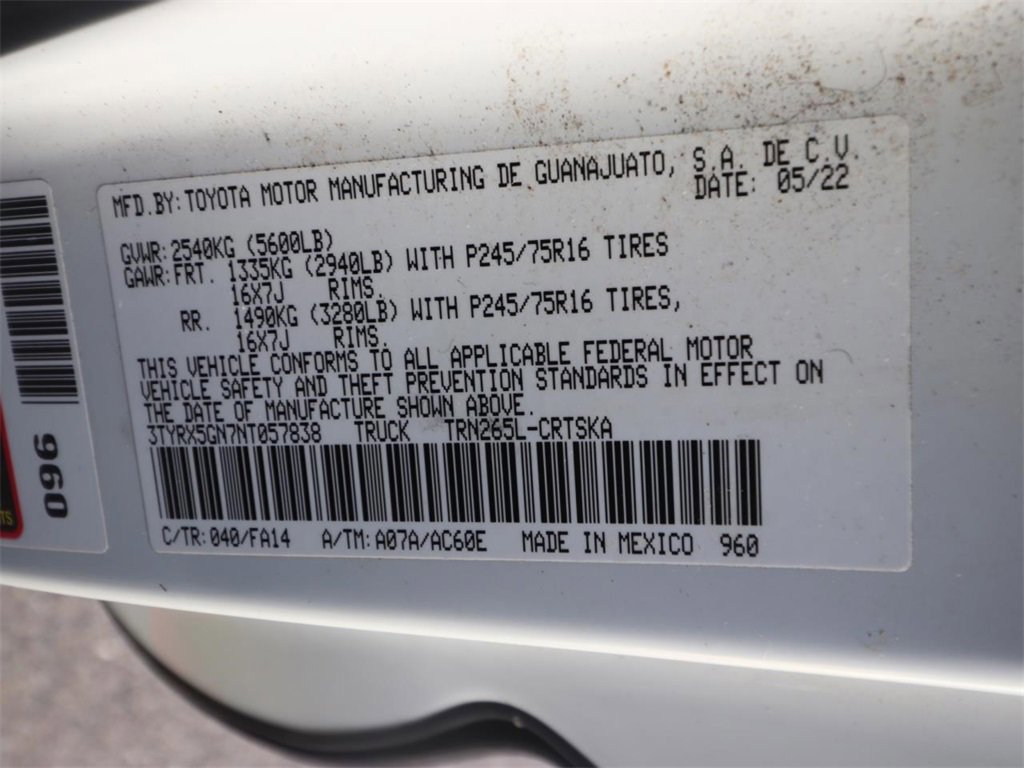 MFD.BY:TOYOTA MOTOR MANUFACTURING DE GUANAJUATO, S.A. DE C.V.
DATE: 05/22
GVWR:2540KG (5600LB)
GAWR:FRT. 1335KG (2940LB) WITH P245/75R16 TIRES
16X7J RIMS,
RR. 1490KG (3280LB) WITH P245/75R16 TIRES,
16X7J RIMS.
THIS VEHICLE CONFORMS TO ALL APPLICABLE FEDERAL MOTOR
VEHICLE SAFETY AND THEFT PREVENTION STANDARDS IN EFFECT ON
THE DATE OF MANUFACTURE SHOWN ABOVE.
3TYRX5GN7NT057838 TRUCK TRN265L-CRTSKA
C/TR:040/FA14 A/TM:A07A/AC60E MADE IN MEXICO 960
960